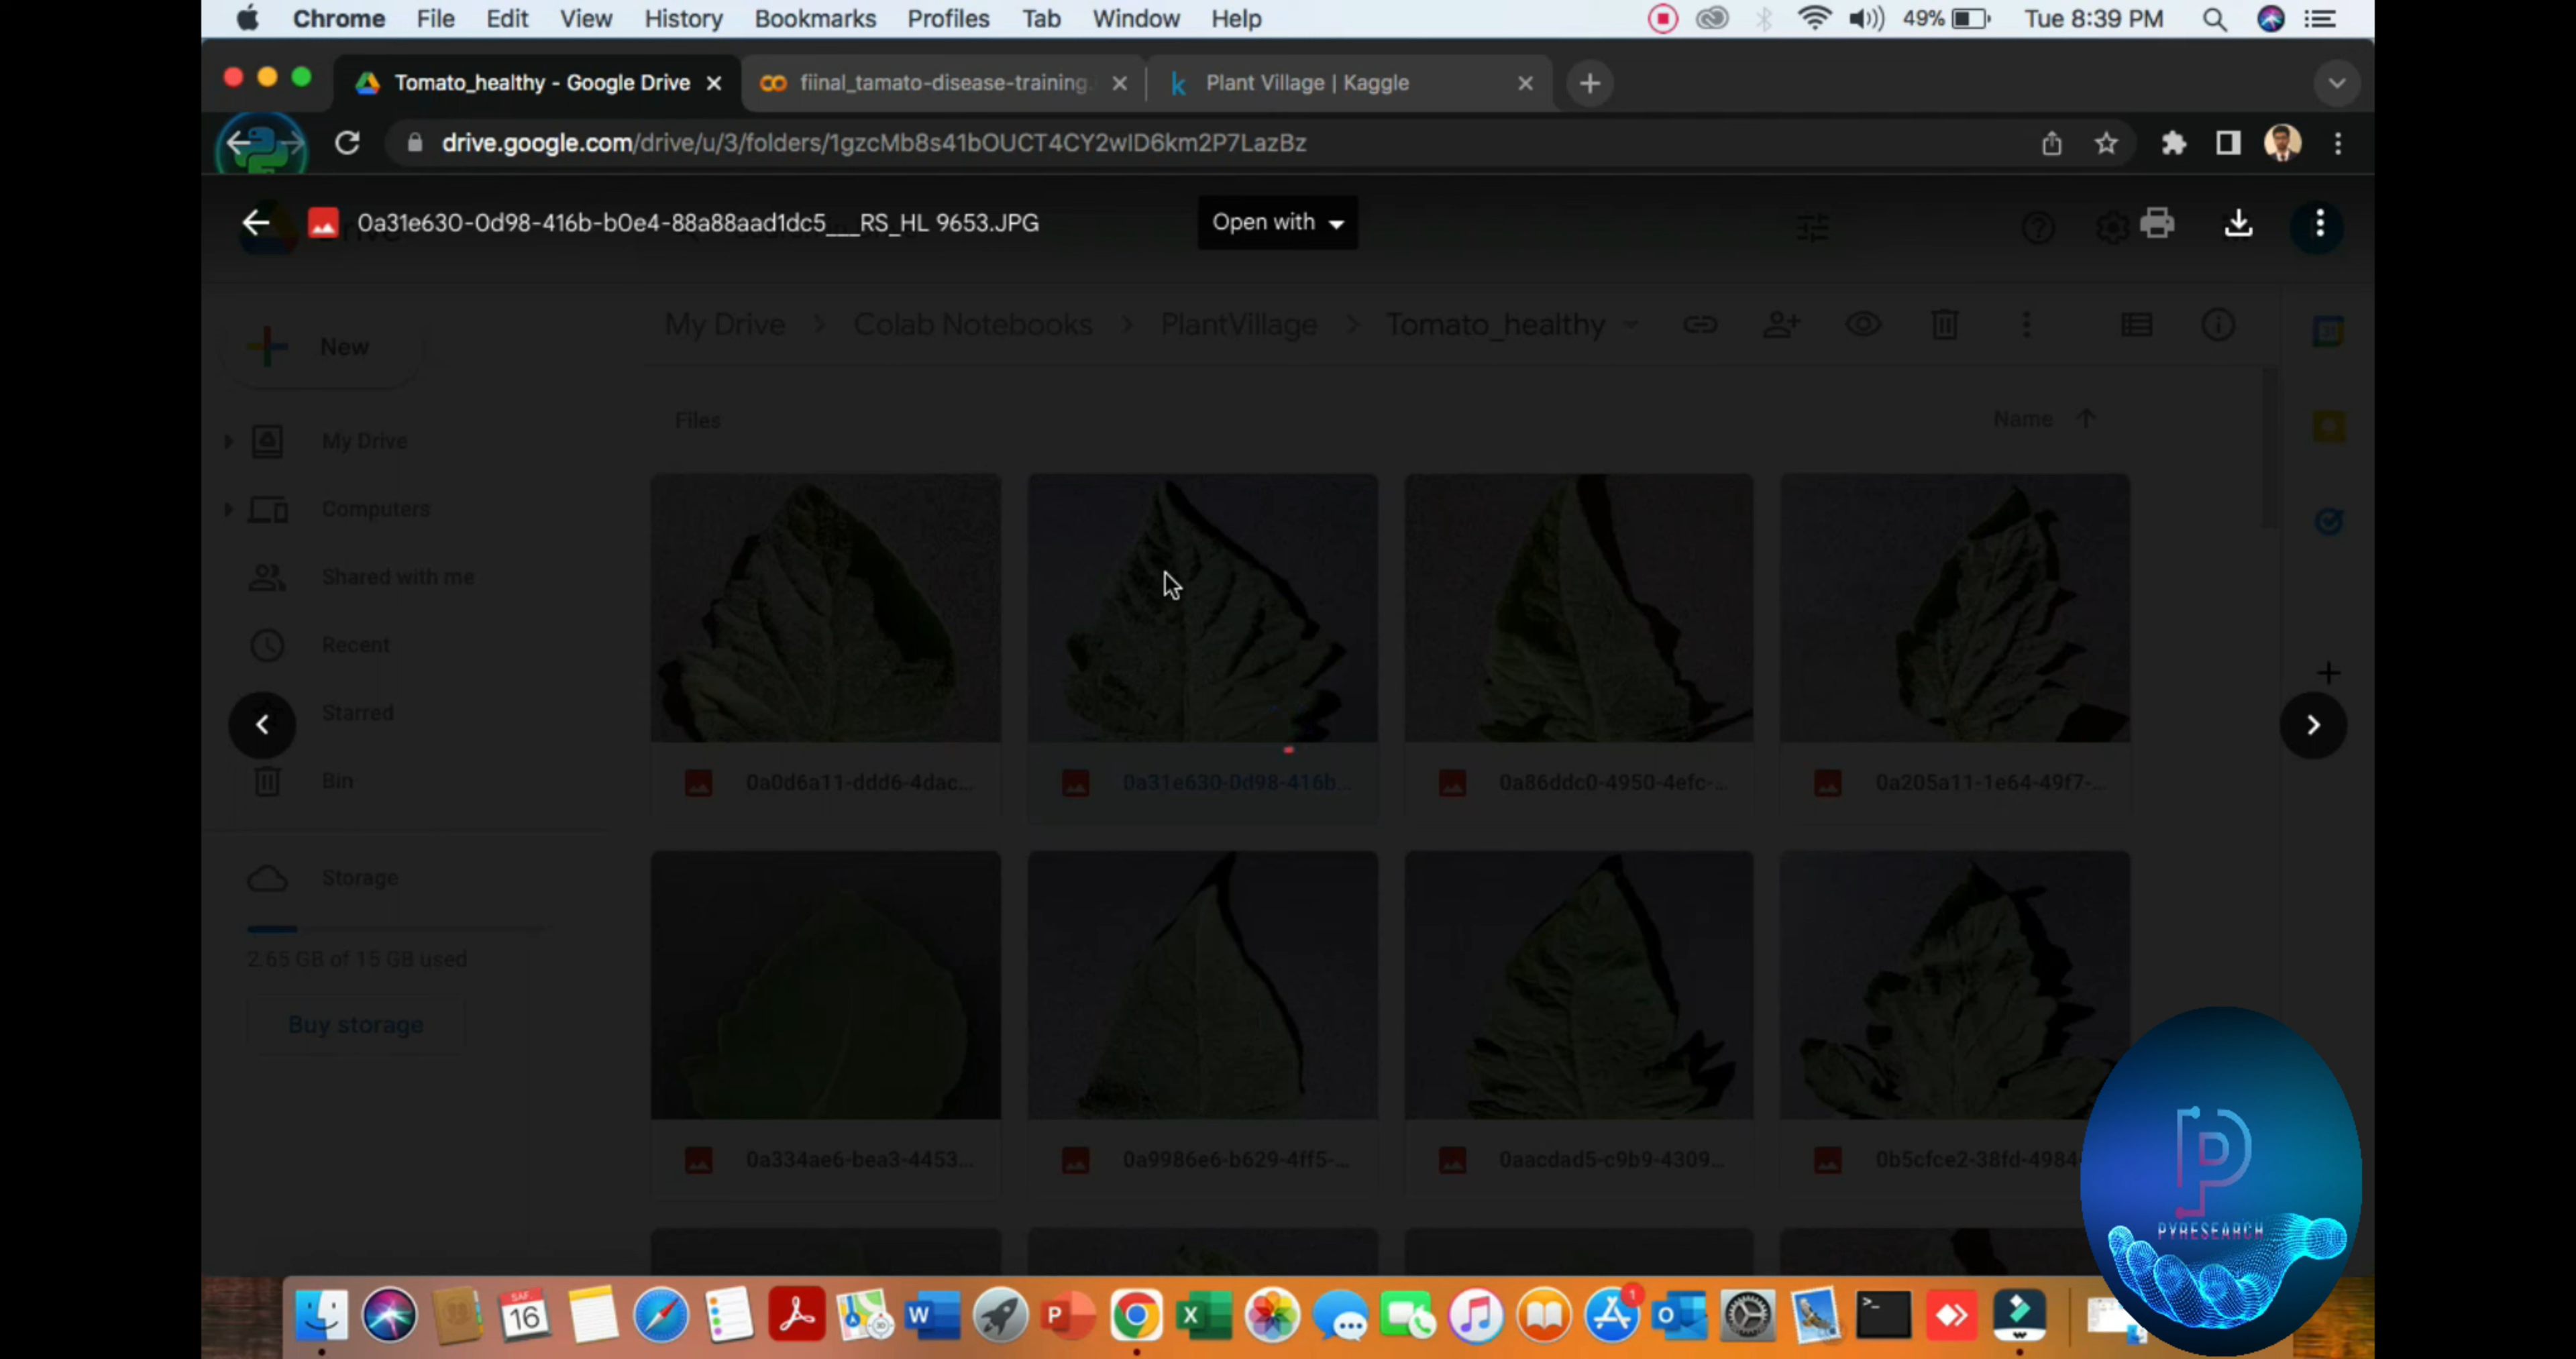 Chrome File Edit View History Bookmarks Profiles Tab Window Help 49% Tue 8:39 PM
Tomato_healthy - Google Drive fiinal_tamato-disease-training. Plant Village | Kaggle
drive.google.com/drive/u/3/folders/1gzcMb8s41bOUCT4CY2wID6km2P7LazBz
0a31e630-0d98-416b-b0e4-88a88aad1dc5___RS_HL 9653.JPG Open with
New
My Drive > Colab Notebooks > PlantVillage > Tomato_healthy
Files Name
My Drive
Computers
Shared with me
Recent
Starred
Bin
0a0d6a11-ddd6-4dac... 0a31e630-0d98-416b... 0a86ddc0-4950-4efc-... 0a205a11-1e64-49f7-...
Storage
2.65 GB of 15 GB used
Buy storage
0a334ae6-bea3-4453... 0a9986e6-b629-4ff5-... 0aacdad5-c9b9-4309... 0b5cfce2-38fd-4984
PYRESEARCH
SAF.
16
W
P
X
1
O